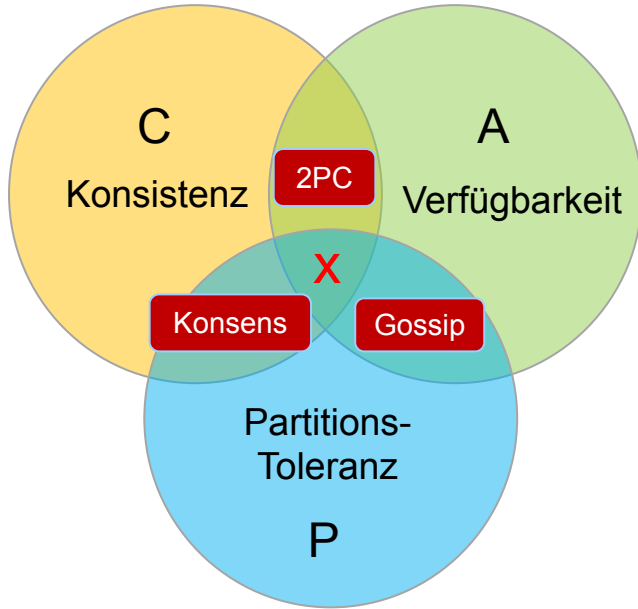 C
Konsistenz
A
Verfügbarkeit
2PC
X
Konsens
Gossip
Partitions-
Toleranz
P